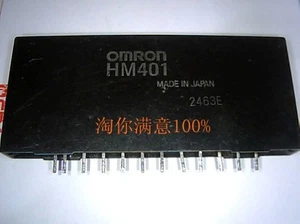 OMRON
HM401
MADE IN JAPAN
2463E
淘你满意100%